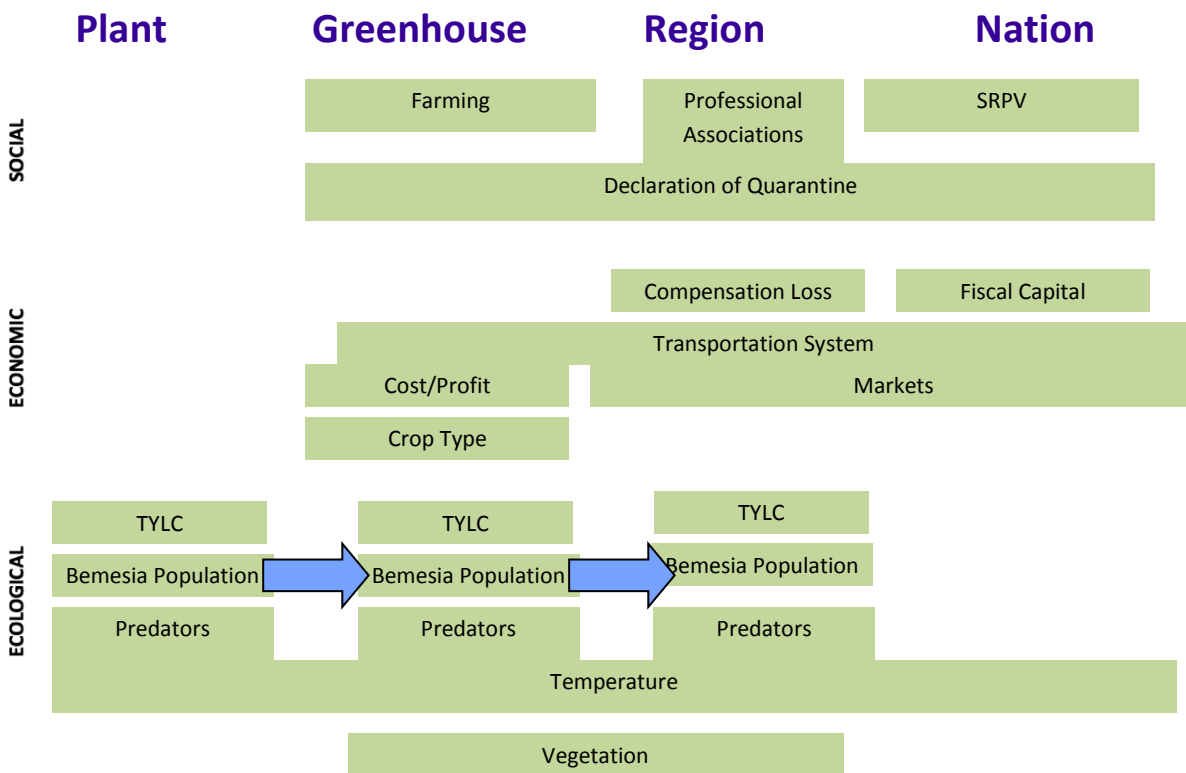 Plant Greenhouse Region Nation
SOCIAL
Farming
Professional
Associations
SRPV
Declaration of Quarantine
ECONOMIC
Compensation Loss
Fiscal Capital
Transportation System
Cost/Profit
Markets
Crop Type
ECOLOGICAL
TYLC
TYLC
TYLC
Bemesia Population
Bemesia Population
Bemesia Population
Predators
Predators
Predators
Temperature
Vegetation